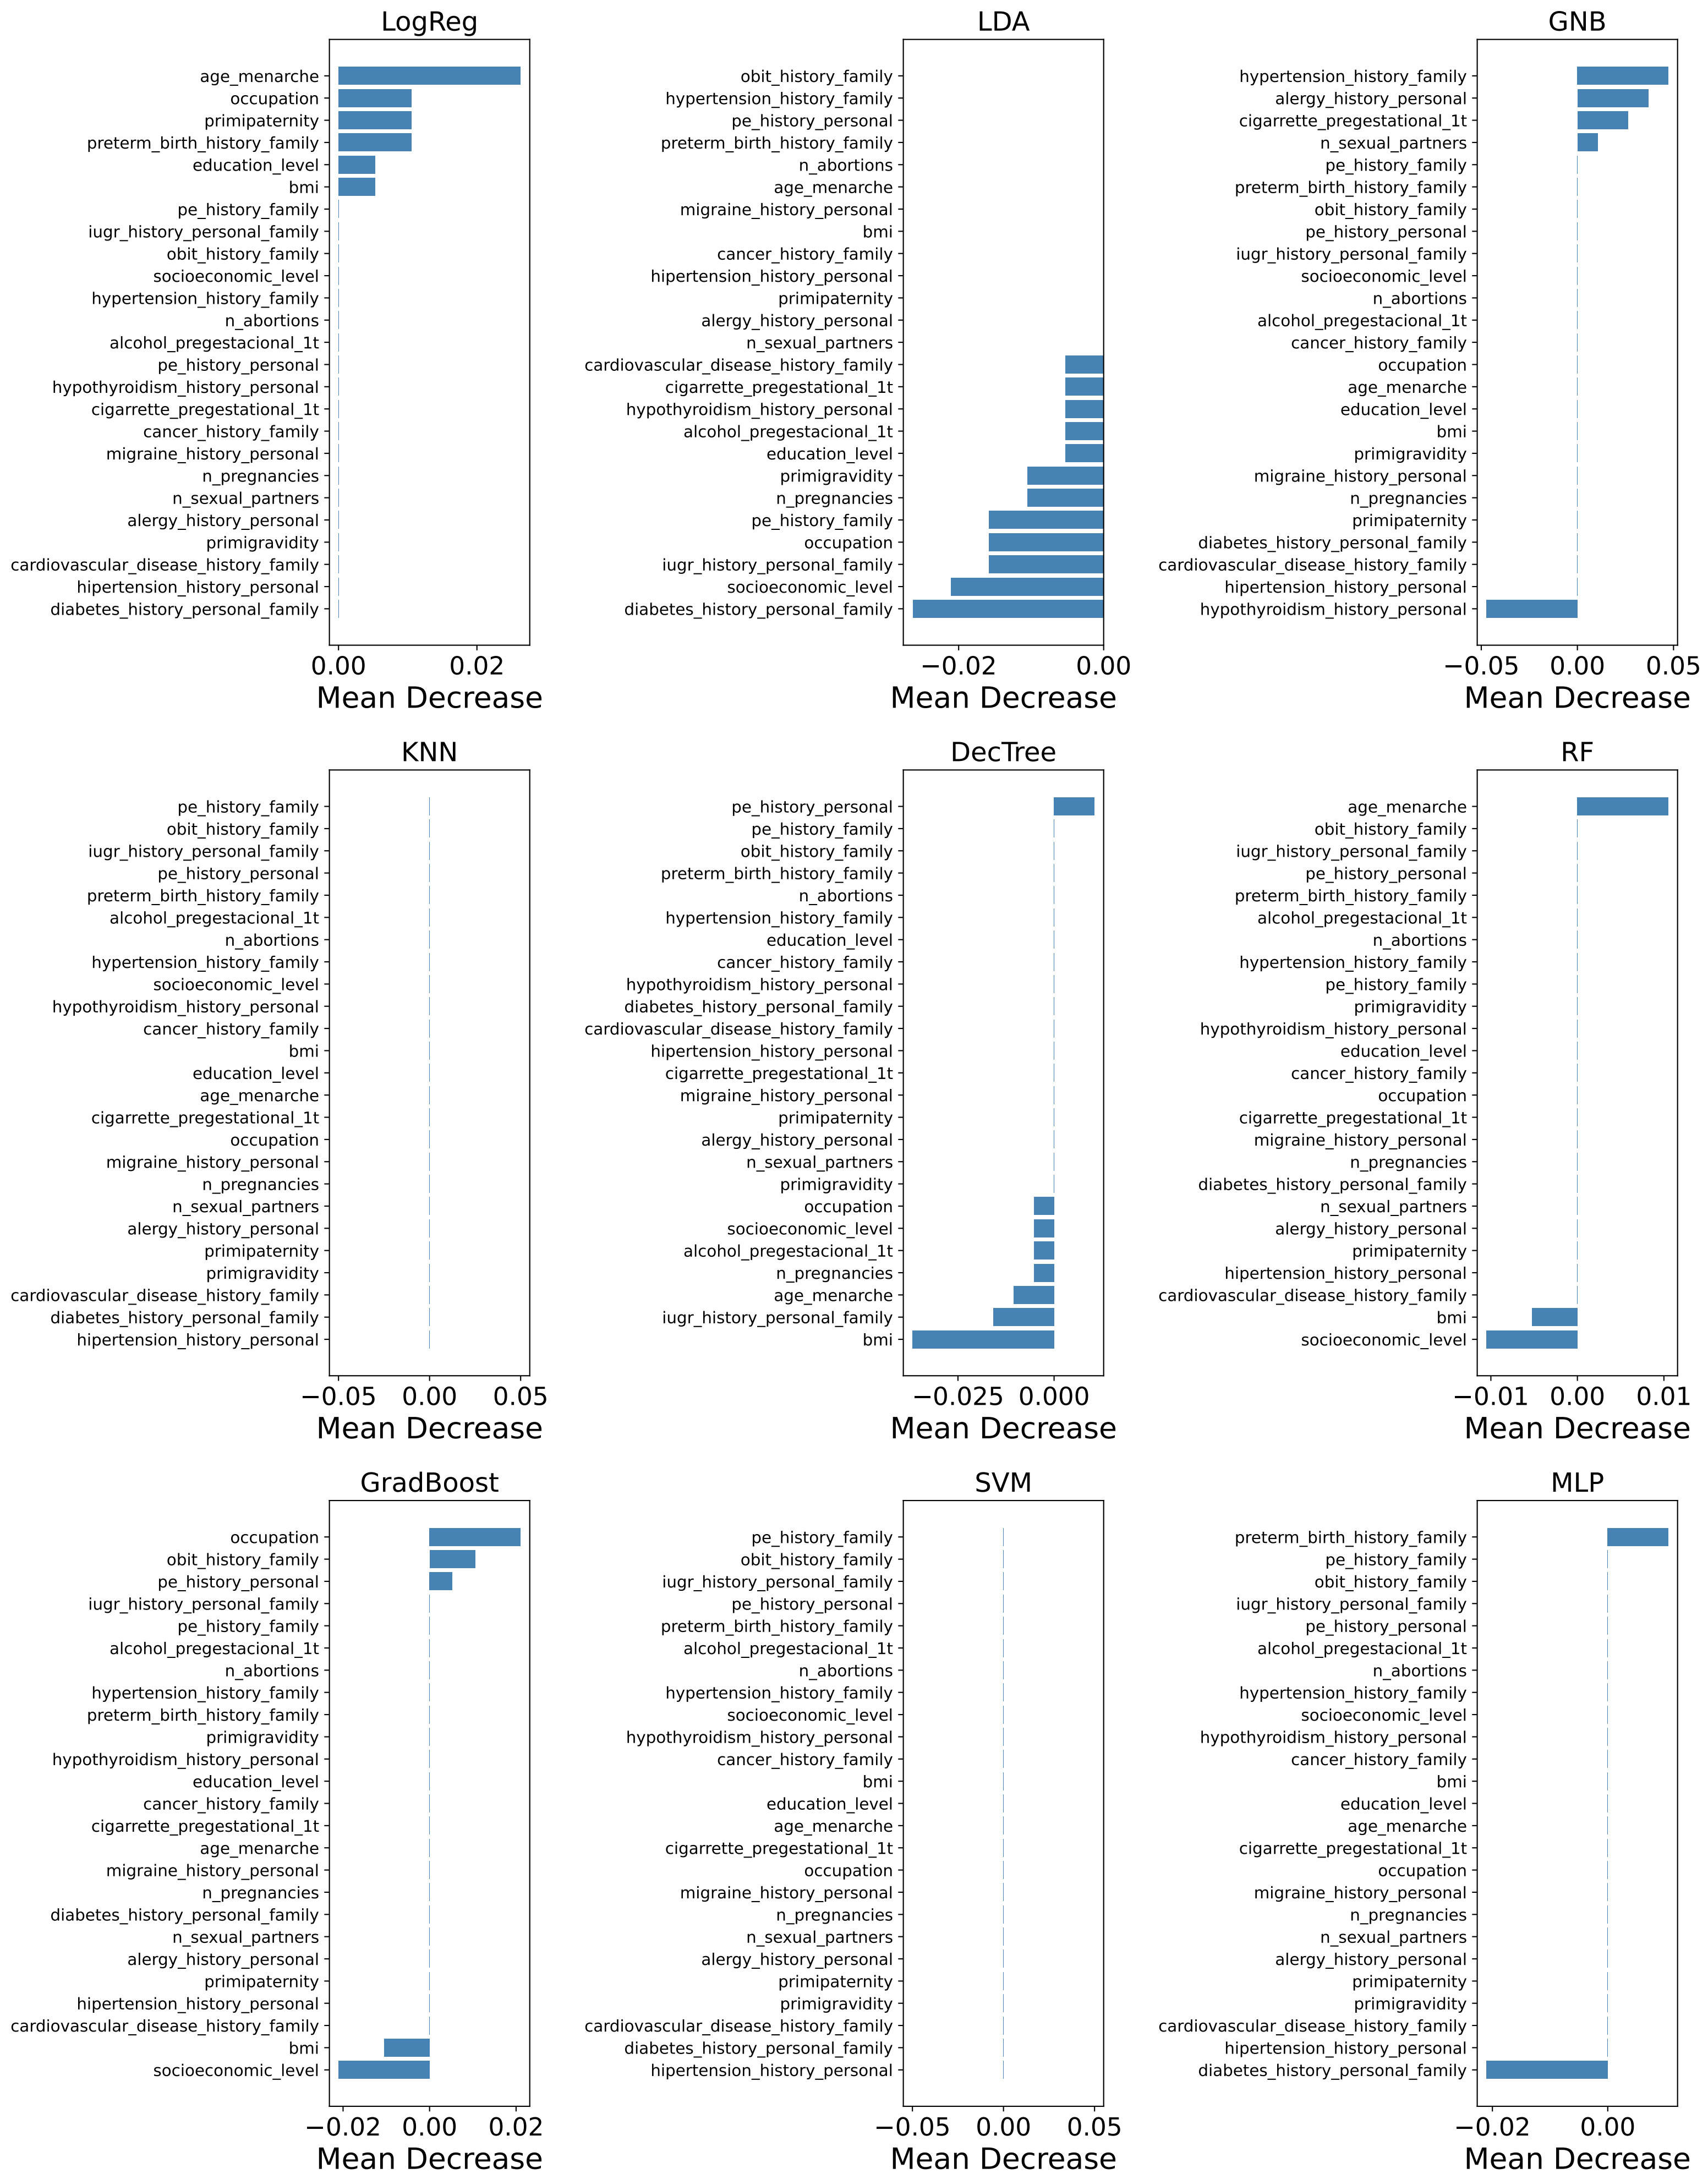 LogReg
age_menarche
occupation
primipaternity
preterm_birth_history_family
education_level
bmi
pe_history_family
iugr_history_personal_family
obit_history_family
socioeconomic_level
hypertension_history_family
n_abortions
alcohol_pregestacional_1t
pe_history_personal
hypothyroidism_history_personal
cigarrette_pregestational_1t
cancer_history_family
migraine_history_personal
n_pregnancies
n_sexual_partners
alergy_history_personal
primigravidity
cardiovascular_disease_history_family
hipertension_history_personal
diabetes_history_personal_family
0.00 0.02
Mean Decrease
LDA
obit_history_family
hypertension_history_family
pe_history_personal
preterm_birth_history_family
n_abortions
age_menarche
migraine_history_personal
bmi
cancer_history_family
hipertension_history_personal
primipaternity
alergy_history_personal
n_sexual_partners
cardiovascular_disease_history_family
cigarrette_pregestational_1t
hypothyroidism_history_personal
alcohol_pregestacional_1t
education_level
primigravidity
n_pregnancies
pe_history_family
occupation
iugr_history_personal_family
socioeconomic_level
diabetes_history_personal_family
−0.02 0.00
Mean Decrease
GNB
hypertension_history_family
alergy_history_personal
cigarrette_pregestational_1t
n_sexual_partners
pe_history_family
preterm_birth_history_family
obit_history_family
pe_history_personal
iugr_history_personal_family
socioeconomic_level
n_abortions
alcohol_pregestacional_1t
cancer_history_family
occupation
age_menarche
education_level
bmi
primigravidity
migraine_history_personal
n_pregnancies
primipaternity
diabetes_history_personal_family
cardiovascular_disease_history_family
hipertension_history_personal
hypothyroidism_history_personal
−0.05 0.00 0.05
Mean Decrease
KNN
pe_history_family
obit_history_family
iugr_history_personal_family
pe_history_personal
preterm_birth_history_family
alcohol_pregestacional_1t
n_abortions
hypertension_history_family
socioeconomic_level
hypothyroidism_history_personal
cancer_history_family
bmi
education_level
age_menarche
cigarrette_pregestational_1t
occupation
migraine_history_personal
n_pregnancies
n_sexual_partners
alergy_history_personal
primipaternity
primigravidity
cardiovascular_disease_history_family
diabetes_history_personal_family
hipertension_history_personal
−0.05 0.00 0.05
Mean Decrease
DecTree
pe_history_personal
pe_history_family
obit_history_family
preterm_birth_history_family
n_abortions
hypertension_history_family
education_level
cancer_history_family
hypothyroidism_history_personal
diabetes_history_personal_family
cardiovascular_disease_history_family
hipertension_history_personal
cigarrette_pregestational_1t
migraine_history_personal
primipaternity
alergy_history_personal
n_sexual_partners
primigravidity
occupation
socioeconomic_level
alcohol_pregestacional_1t
n_pregnancies
age_menarche
iugr_history_personal_family
bmi
−0.025 0.000
Mean Decrease
RF
age_menarche
obit_history_family
iugr_history_personal_family
pe_history_personal
preterm_birth_history_family
alcohol_pregestacional_1t
n_abortions
hypertension_history_family
pe_history_family
primigravidity
hypothyroidism_history_personal
education_level
cancer_history_family
occupation
cigarrette_pregestational_1t
migraine_history_personal
n_pregnancies
diabetes_history_personal_family
n_sexual_partners
alergy_history_personal
primipaternity
hipertension_history_personal
cardiovascular_disease_history_family
bmi
socioeconomic_level
−0.01 0.00 0.01
Mean Decrease
GradBoost
occupation
obit_history_family
pe_history_personal
iugr_history_personal_family
pe_history_family
alcohol_pregestacional_1t
n_abortions
hypertension_history_family
preterm_birth_history_family
primigravidity
hypothyroidism_history_personal
education_level
cancer_history_family
cigarrette_pregestational_1t
age_menarche
migraine_history_personal
n_pregnancies
diabetes_history_personal_family
n_sexual_partners
alergy_history_personal
primipaternity
hipertension_history_personal
cardiovascular_disease_history_family
bmi
socioeconomic_level
−0.02 0.00 0.02
Mean Decrease
SVM
pe_history_family
obit_history_family
iugr_history_personal_family
pe_history_personal
preterm_birth_history_family
alcohol_pregestacional_1t
n_abortions
hypertension_history_family
socioeconomic_level
hypothyroidism_history_personal
cancer_history_family
bmi
education_level
age_menarche
cigarrette_pregestational_1t
occupation
migraine_history_personal
n_pregnancies
n_sexual_partners
alergy_history_personal
primipaternity
primigravidity
cardiovascular_disease_history_family
diabetes_history_personal_family
hipertension_history_personal
−0.05 0.00 0.05
Mean Decrease
MLP
preterm_birth_history_family
pe_history_family
obit_history_family
iugr_history_personal_family
pe_history_personal
alcohol_pregestacional_1t
n_abortions
hypertension_history_family
socioeconomic_level
hypothyroidism_history_personal
cancer_history_family
bmi
education_level
age_menarche
cigarrette_pregestational_1t
occupation
migraine_history_personal
n_pregnancies
n_sexual_partners
alergy_history_personal
primipaternity
primigravidity
cardiovascular_disease_history_family
hipertension_history_personal
diabetes_history_personal_family
−0.02 0.00
Mean Decrease